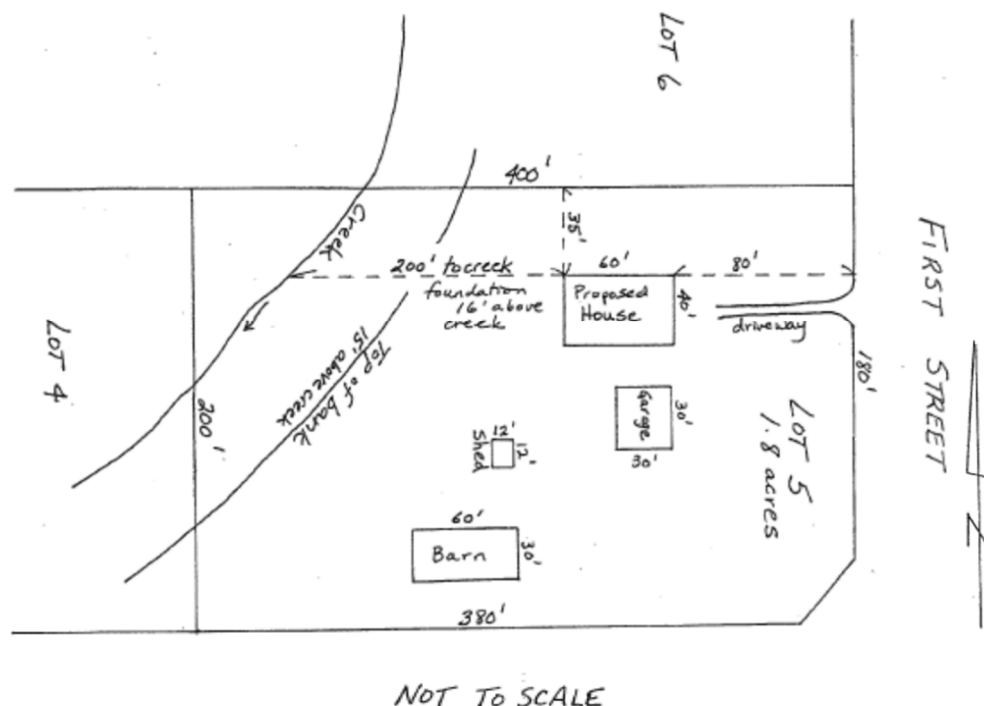 LOT 6
400'
Creek
35'
200' to creek
60'
80'
foundation
16' above
creek
Proposed
House
40'
driveway
FIRST STREET
LOT 4
Top of bank
15' above creek
200'
180'
Garage
30'
30'
LOT 5
1.8 acres
12'
Shed
12'
60'
Barn
30'
380'
N
NOT TO SCALE